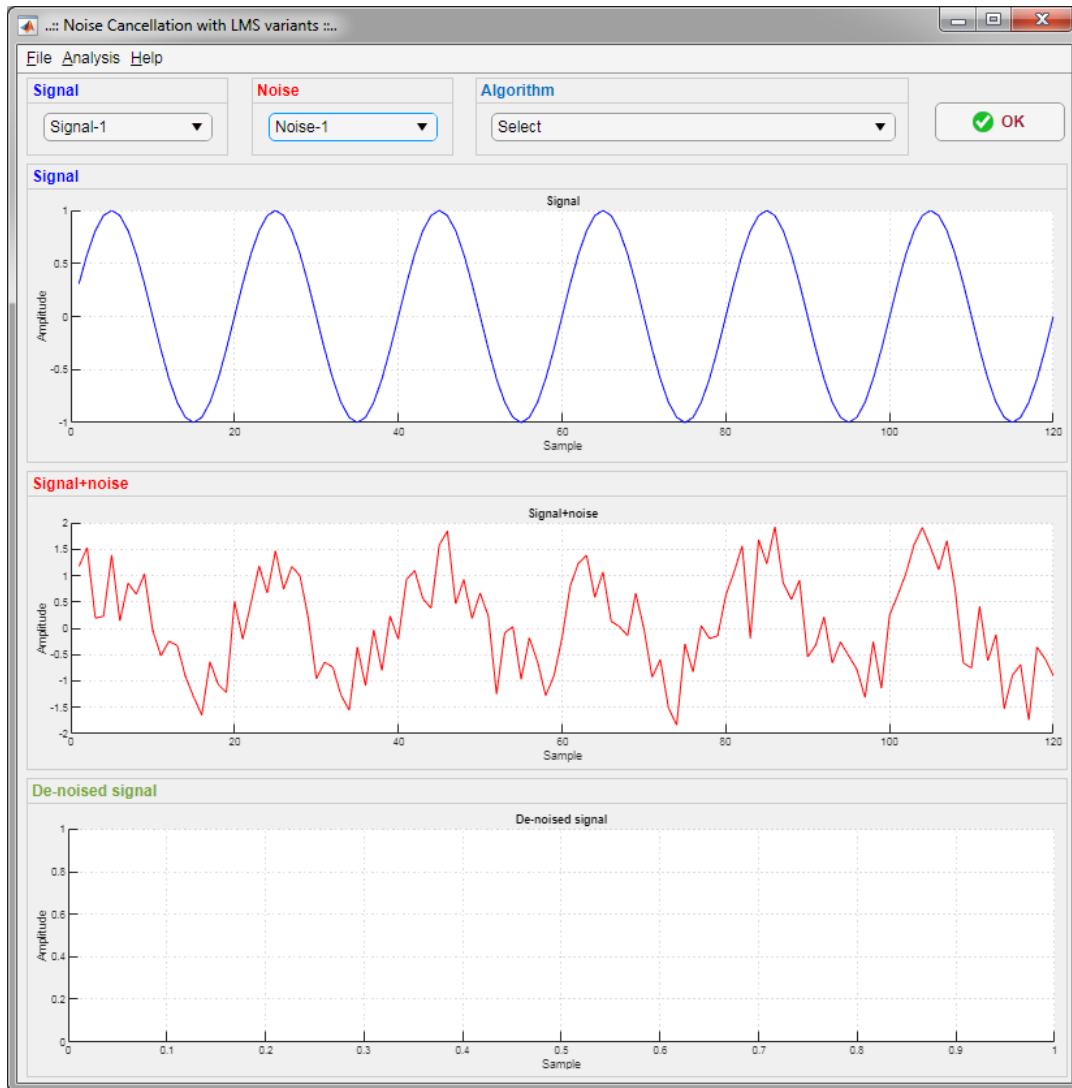 ..:: Noise Cancellation with LMS variants ::..
File Analysis Help
Signal
Noise
Algorithm
Signal-1
Noise-1
Select
OK
Signal
Signal
1
0.5
0
-0.5
-1
Amplitude
0 20 40 60 80 100 120
Sample
Signal+noise
Signal+noise
2
1.5
1
0.5
0
-0.5
-1
-1.5
-2
Amplitude
0 20 40 60 80 100 120
Sample
De-noised signal
De-noised signal
1
0.8
0.6
0.4
0.2
0
Amplitude
0 0.1 0.2 0.3 0.4 0.5 0.6 0.7 0.8 0.9 1
Sample